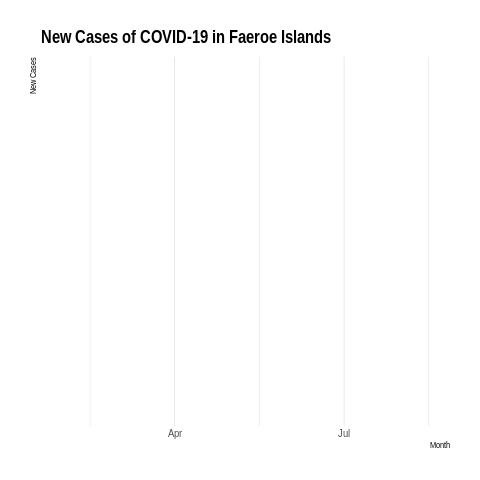 New Cases of COVID-19 in Faeroe Islands
New Cases
Apr
Jul
Month